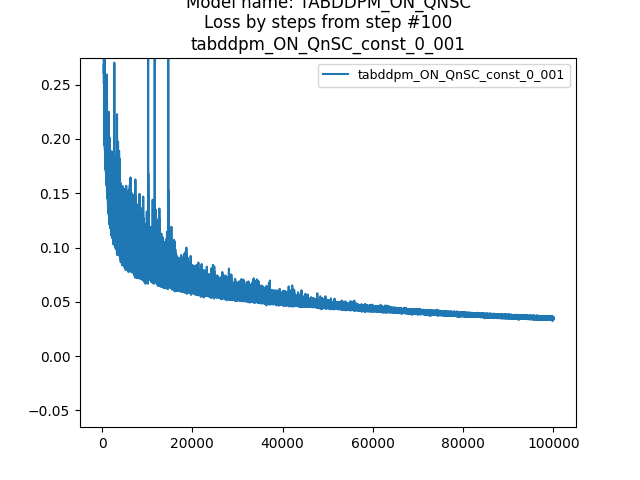 Model name: TABDDPM_ON_QNSC
Loss by steps from step #100
tabddpm_ON_QnSC_const_0_001
tabddpm_ON_QnSC_const_0_001
0.25
0.20
0.15
0.10
0.05
0.00
−0.05
0 20000 40000 60000 80000 100000